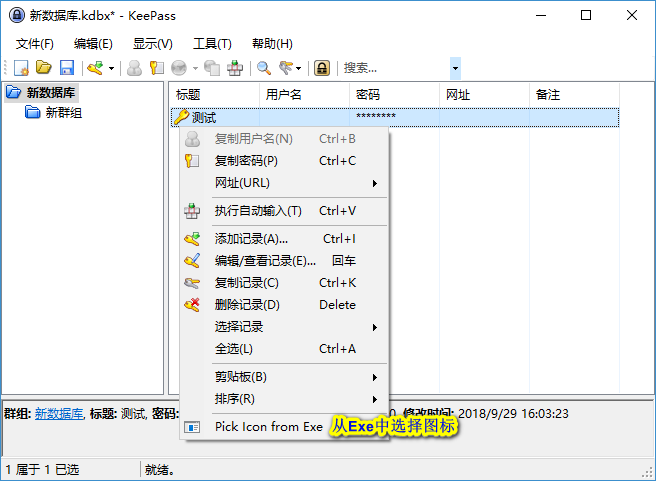 新数据库.kdbx* - KeePass
文件(F) 编辑(E) 显示(V) 工具(T) 帮助(H)
搜索...
新数据库
新群组
标题 用户名 密码 网址 备注
测试 ********
复制用户名(N) Ctrl+B
复制密码(P) Ctrl+C
网址(URL)
执行自动输入(T) Ctrl+V
添加记录(A)... Ctrl+I
编辑/查看记录(E)... 回车
复制记录(C) Ctrl+K
删除记录(D) Delete
选择记录
全选(L) Ctrl+A
剪贴板(B)
排序(R)
群组: 新数据库, 标题: 测试, 密码: 0, 修改时间: 2018/9/29 16:03:23
Pick Icon from Exe 从Exe中选择图标
1 属于 1 已选 就绪。